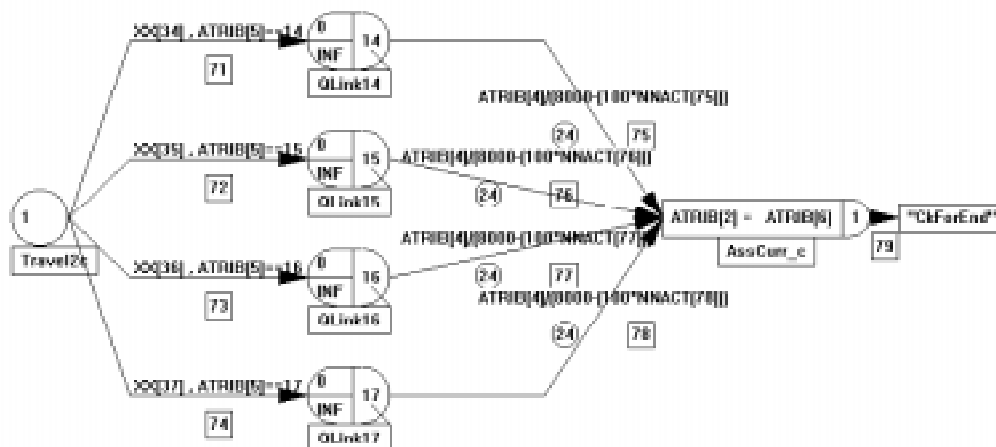 XX[34] , ATRIB[5]==14
71
0
INF
14
QLink14
ATRIB[4]/(8000-(100*NNACT(75)))
24
75
XX[35] , ATRIB[5]==15
72
0
INF
15
QLink15
ATRIB[4]/(8000-(100*NNACT(76)))
24
76
1
Travel2c
ATRIB[2] = ATRIB[6]
1
AssCurr_c
79
"CkForEnd"
XX[36] , ATRIB[5]==16
73
0
INF
16
QLink16
ATRIB[4]/(8000-(100*NNACT(77)))
24
77
XX[37] , ATRIB[5]==17
74
0
INF
17
QLink17
ATRIB[4]/(8000-(100*NNACT(78)))
24
78